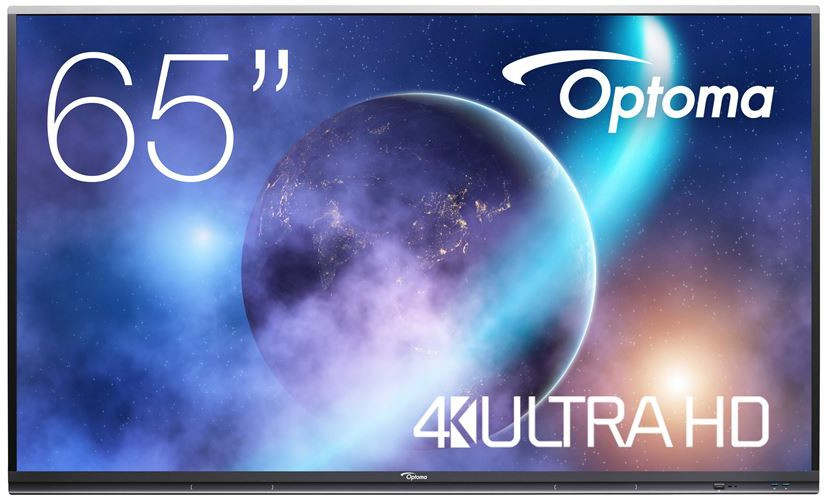 65”
Optoma
4K ULTRA HD
Optoma